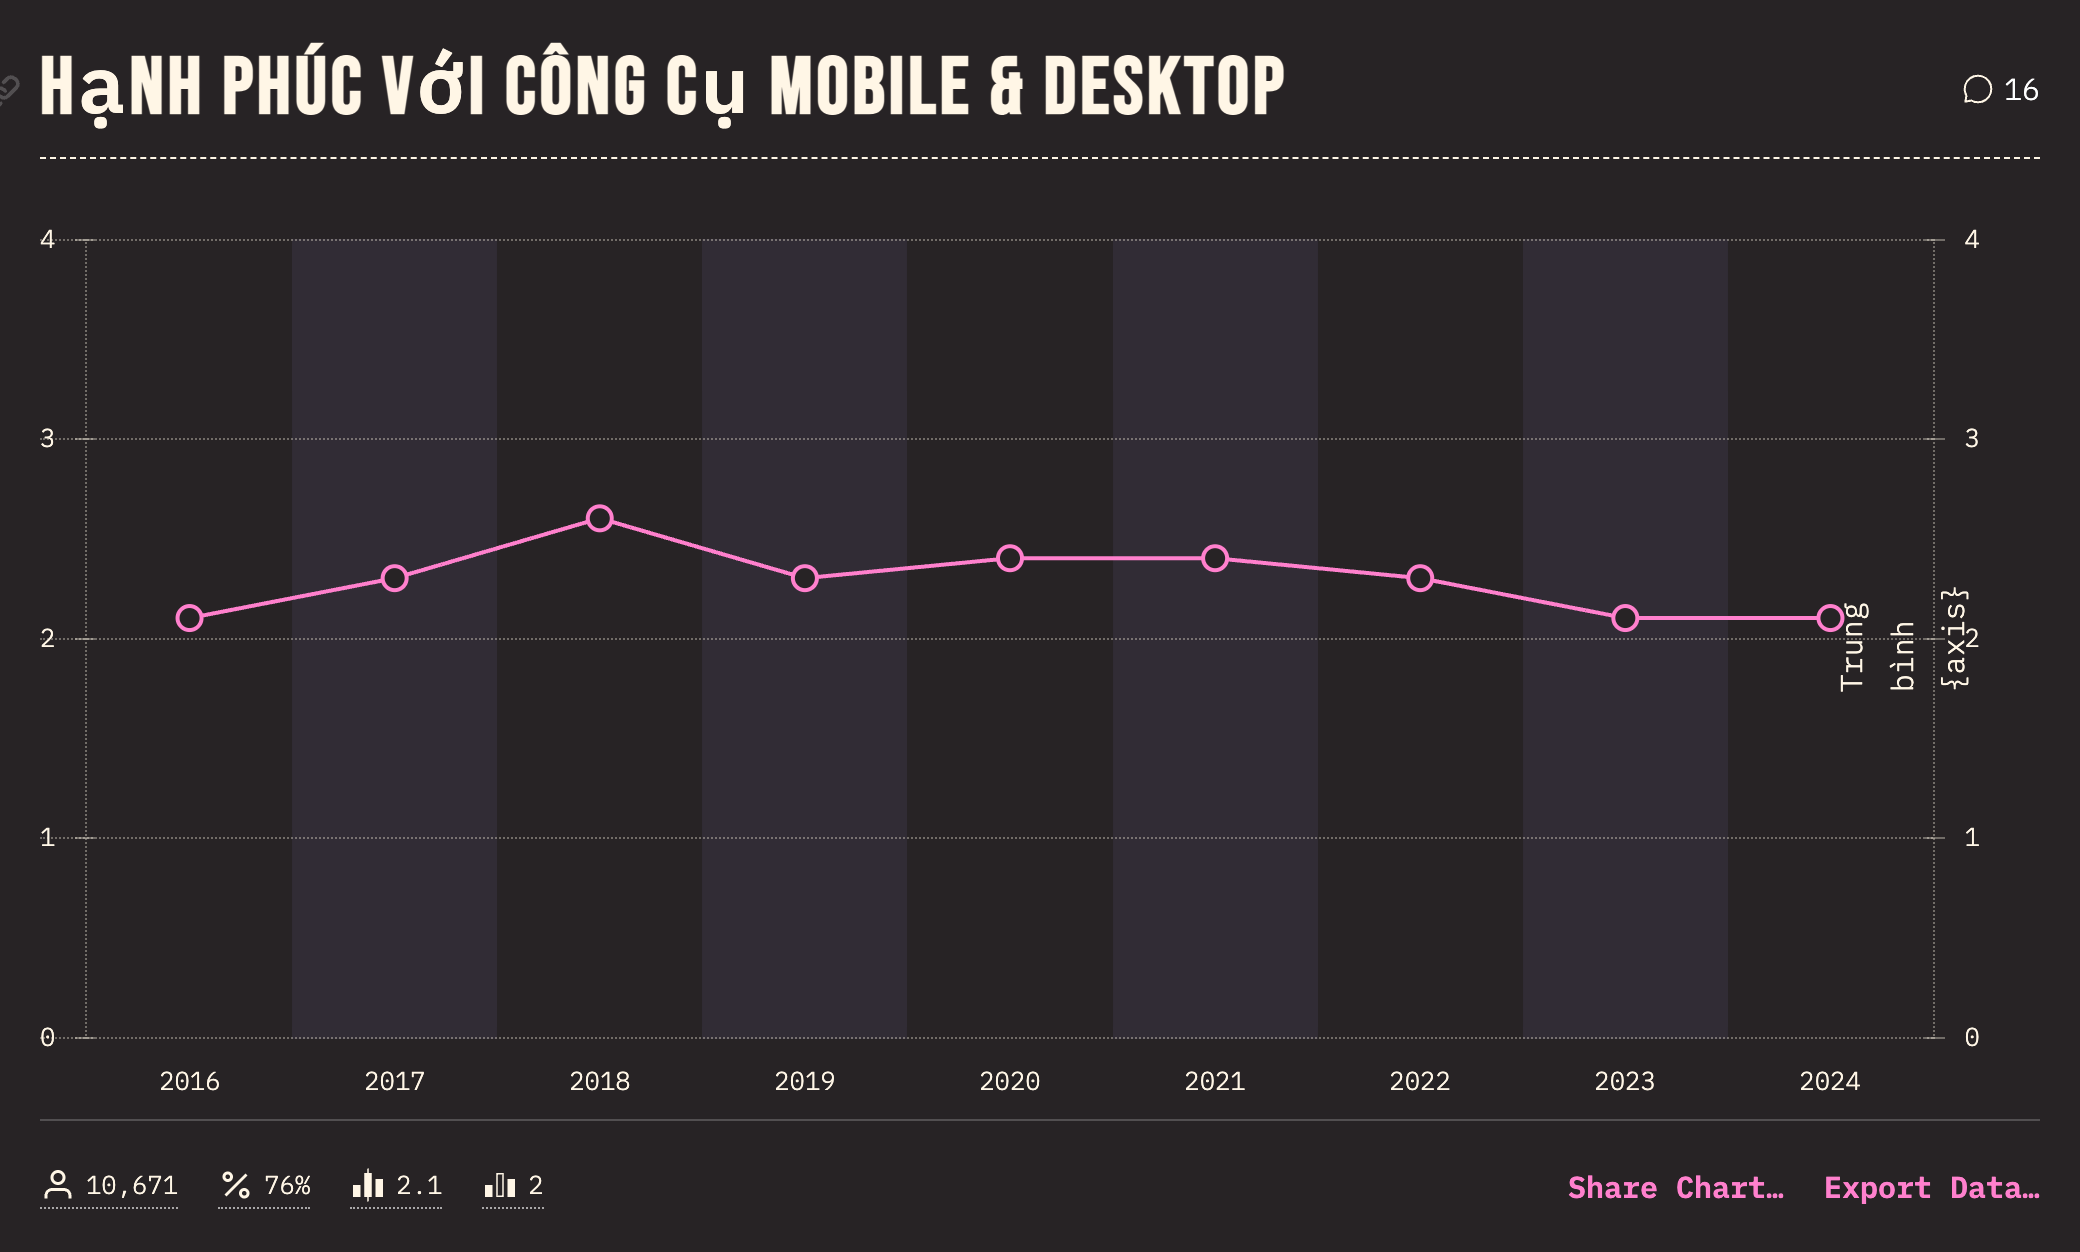 HạNH PHÚC VớI CÔNG Cụ MOBILE & DESKTOP
16
4 4
3 3
2 2
1 1
0 0
Trung
bình
{axis}
2016 2017 2018 2019 2020 2021 2022 2023 2024
10,671 76% 2.1 2 Share Chart… Export Data…